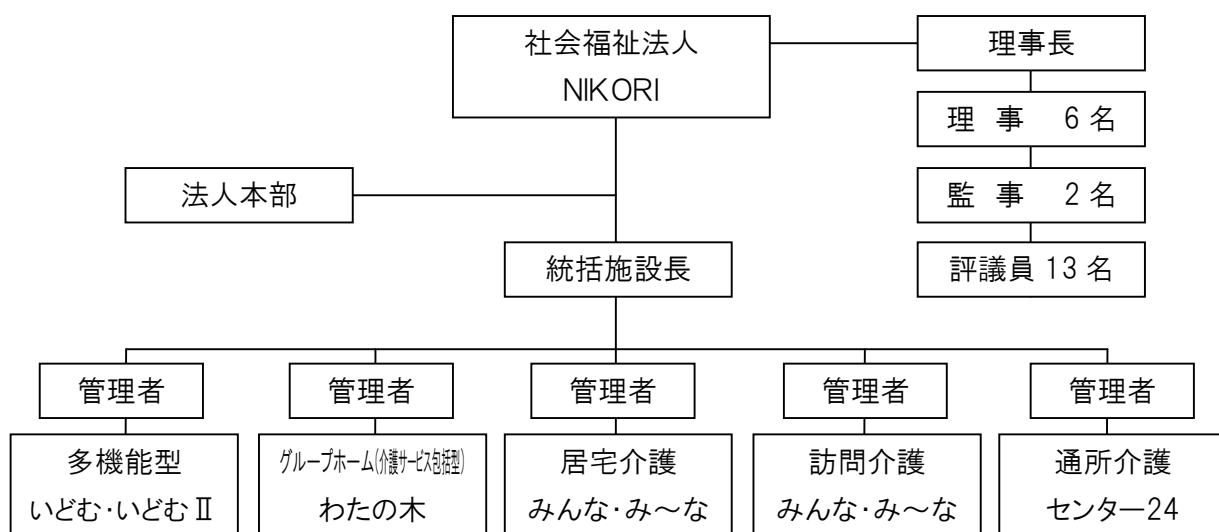 社会福祉法人
NIKORI
理事長
理 事 6 名
法人本部
監 事 2 名
統括施設長
評議員 13 名
管理者
管理者
管理者
管理者
管理者
多機能型
いどむ・いどむⅡ
グループホーム(介護サービス包括型)
わたの木
居宅介護
みんな・み～な
訪問介護
みんな・み～な
通所介護
センター24